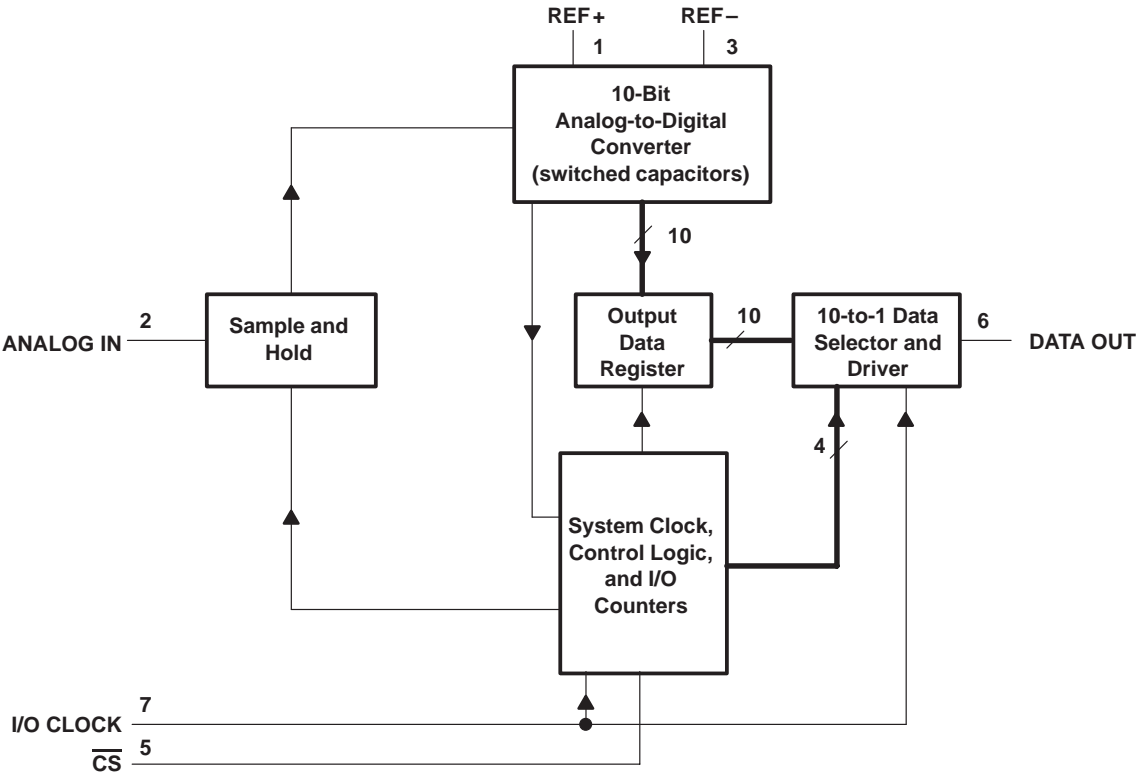 REF+
REF–
1
3
10-Bit
Analog-to-Digital
Converter
(switched capacitors)
10
2
ANALOG IN
Sample and
Hold
Output
Data
Register
10
10-to-1 Data
Selector and
Driver
6
DATA OUT
4
System Clock,
Control Logic,
and I/O
Counters
7
I/O CLOCK
5
C̅S̅